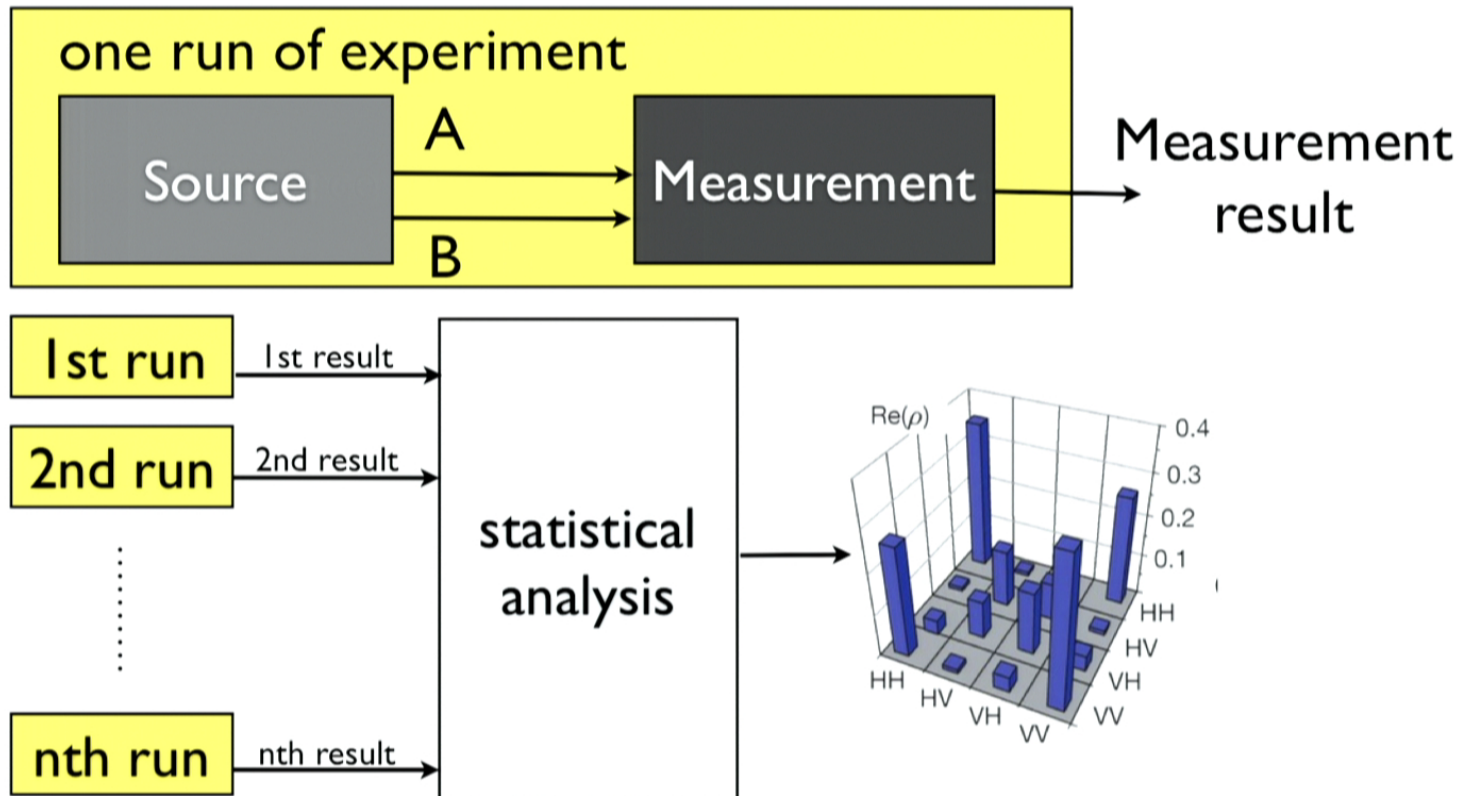 one run of experiment
A
Source
Measurement
B
Measurement
result
1st run
1st result
2nd run
2nd result
statistical
analysis
nth run
nth result
Re(ρ)
0.4
0.3
0.2
0.1
HH
HV
VH
VV
HH
HV
VH
VV